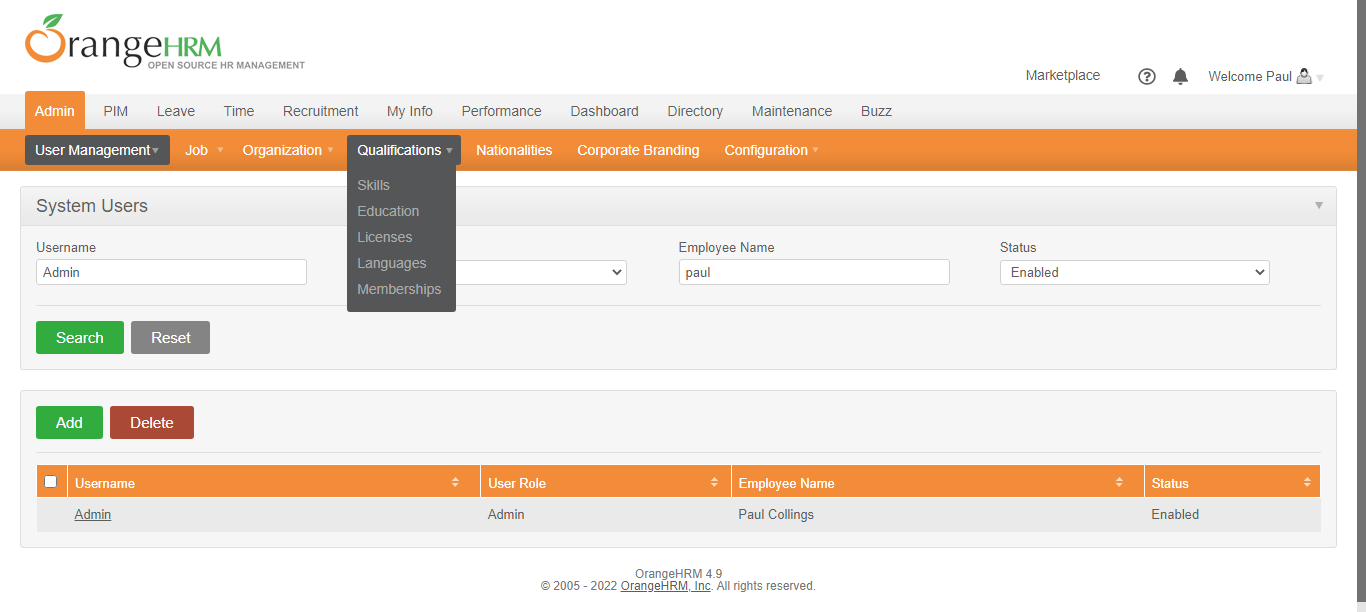 OrangeHRM
OPEN SOURCE HR MANAGEMENT
Marketplace Welcome Paul
Admin PIM Leave Time Recruitment My Info Performance Dashboard Directory Maintenance Buzz
User Management Job Organization Qualifications Nationalities Corporate Branding Configuration
Skills
Education
Licenses
Languages
Memberships
System Users
Username Employee Name Status
Admin paul Enabled
Search Reset
Add Delete
Username User Role Employee Name Status
Admin Admin Paul Collings Enabled
OrangeHRM 4.9
© 2005 - 2022 OrangeHRM, Inc. All rights reserved.